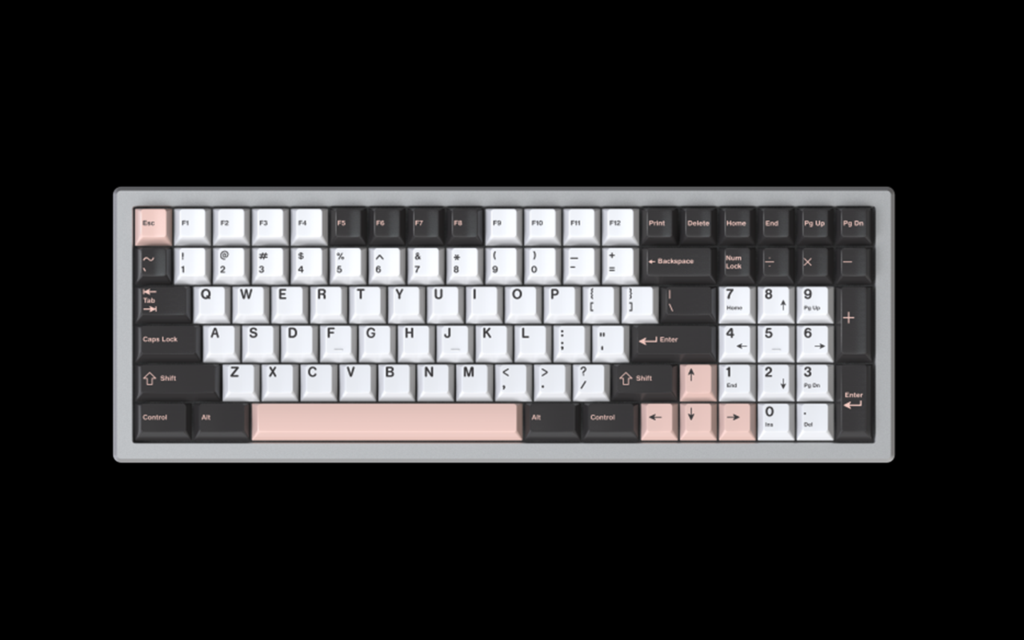 Esc F1 F2 F3 F4 F5 F6 F7 F8 F9 F10 F11 F12 Print Delete Home End Pg Up Pg Dn
~ ` ! 1 @ 2 # 3 $ 4 % 5 ^ 6 & 7 * 8 ( 9 ) 0 — - + = ← Backspace Num Lock ÷ × −
Tab Q W E R T Y U I O P { [ } ] | \ 7 Home 8 ↑ 9 Pg Up +
Caps Lock A S D F G H J K L : ; " ' Enter 4 ← 5 6 →
Shift Z X C V B N M < , > . ? / Shift ↑ 1 End 2 ↓ 3 Pg Dn Enter
Control Alt Alt Control ← ↓ → 0 Ins . Del